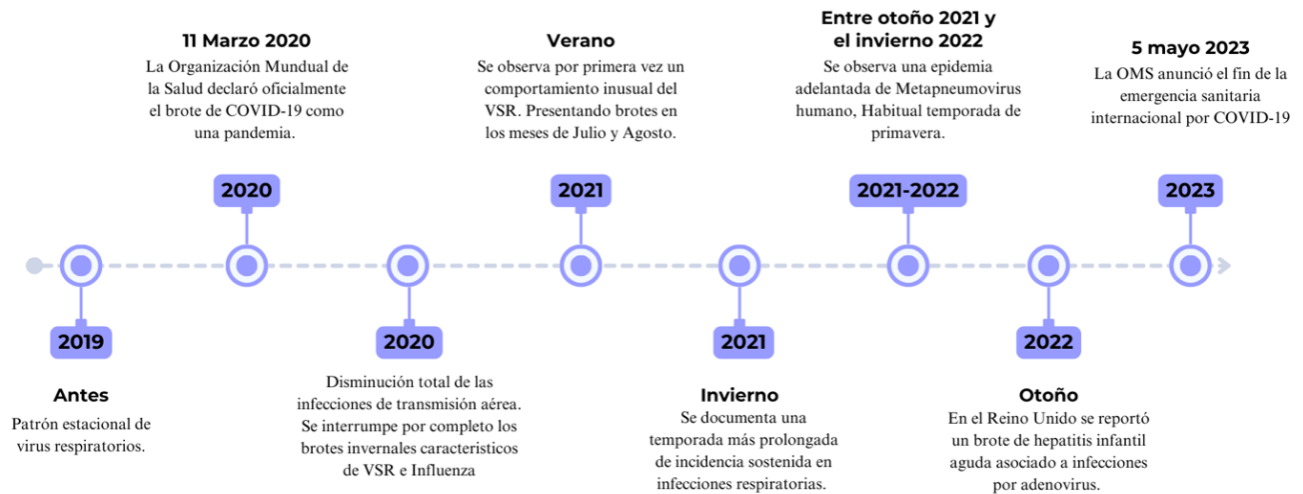 11 Marzo 2020
La Organización Mundual de
la Salud declaró oficialmente
el brote de COVID-19 como
una pandemia.
Verano
Se observa por primera vez un
comportamiento inusual del
VSR. Presentando brotes en
los meses de Julio y Agosto.
Entre otoño 2021 y
el invierno 2022
Se observa una epidemia
adelantada de Metapneumovirus
humano, Habitual temporada de
primavera.
5 mayo 2023
La OMS anunció el fin de la
emergencia sanitaria
internacional por COVID-19
2020
2021
2021-2022
2023
2019
2020
2021
2022
Antes
Patrón estacional de
virus respiratorios.
Disminución total de las
infecciones de transmisión aérea.
Se interrumpe por completo los
brotes invernales caracteristicos
de VSR e Influenza
Invierno
Se documenta una
temporada más prolongada
de incidencia sostenida en
infecciones respiratorias.
Otoño
En el Reino Unido se reportó
un brote de hepatitis infantil
aguda asociado a infecciones
por adenovirus.